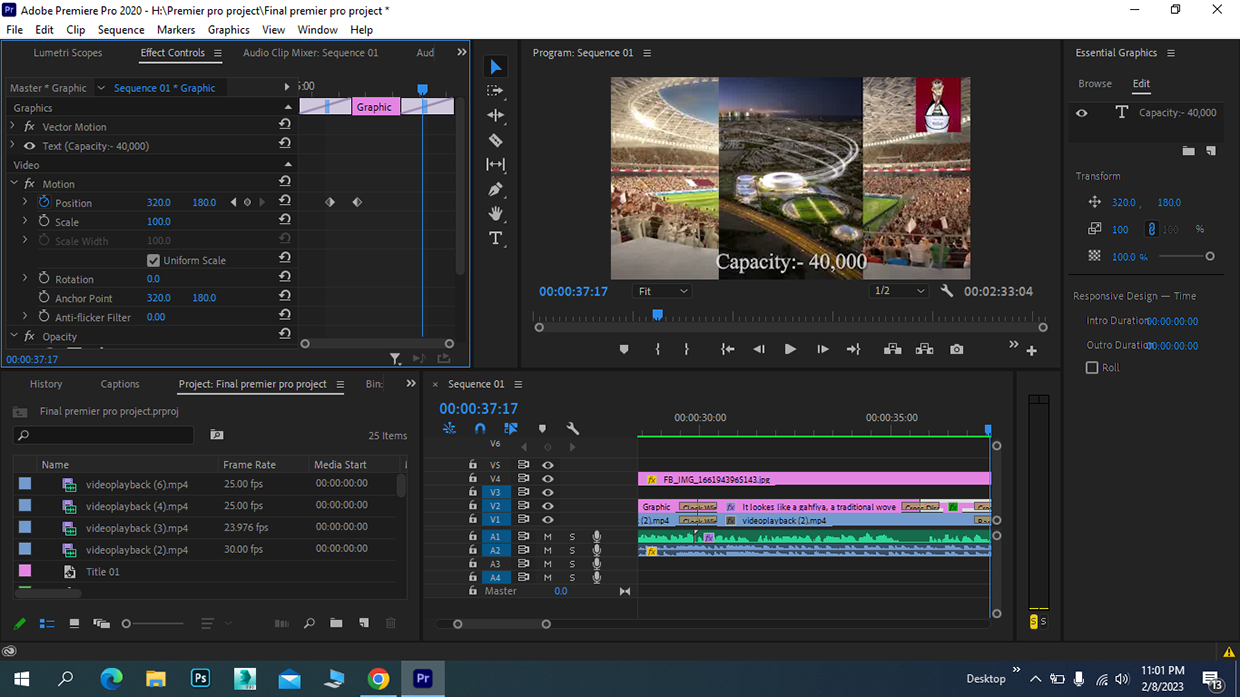 Adobe Premiere Pro 2020 - H:\Premier pro project\Final premier pro project *
File Edit Clip Sequence Markers Graphics View Window Help
Lumetri Scopes Effect Controls Audio Clip Mixer: Sequence 01 Aud
Master * Graphic Sequence 01 * Graphic
5:00
Graphics
Graphic
fx Vector Motion
Text (Capacity:- 40,000)
Video
fx Motion
Position 320.0 180.0
Scale 100.0
Scale Width 100.0
Uniform Scale
Rotation 0.0
Anchor Point 320.0 180.0
Anti-flicker Filter 0.00
fx Opacity
00:00:37:17
Program: Sequence 01
Capacity:- 40,000
00:00:37:17 Fit 1/2 00:02:33:04
Essential Graphics
Browse Edit
T Capacity:- 40,000
Transform
320.0 , 180.0
100 100 %
100.0 %
Responsive Design — Time
Intro Duration 00:00:00:00
Outro Duration 00:00:00:00
Roll
History Captions Project: Final premier pro project Bin:
Final premier pro project.prproj
25 Items
Name Frame Rate Media Start
videoplayback (6).mp4 25.00 fps 00:00:00:00
videoplayback (4).mp4 25.00 fps 00:00:00:00
videoplayback (3).mp4 23.976 fps 00:00:00:00
videoplayback (2).mp4 30.00 fps 00:00:00:00
Title 01
× Sequence 01
00:00:37:17
00:00:30:00 00:00:35:00
V6
V5
V4 fx FB_IMG_1661943965143.jpg
V3
V2 Graphic fx It lookes like a gahfiya, a traditional wove
V1 (2).mp4 fx videoplayback (2).mp4
A1 M S fx
A2 M S fx
A3 M S
A4 M S
Master 0.0
S S
Ps
Pr
Desktop
11:01 PM
2/8/2023
13